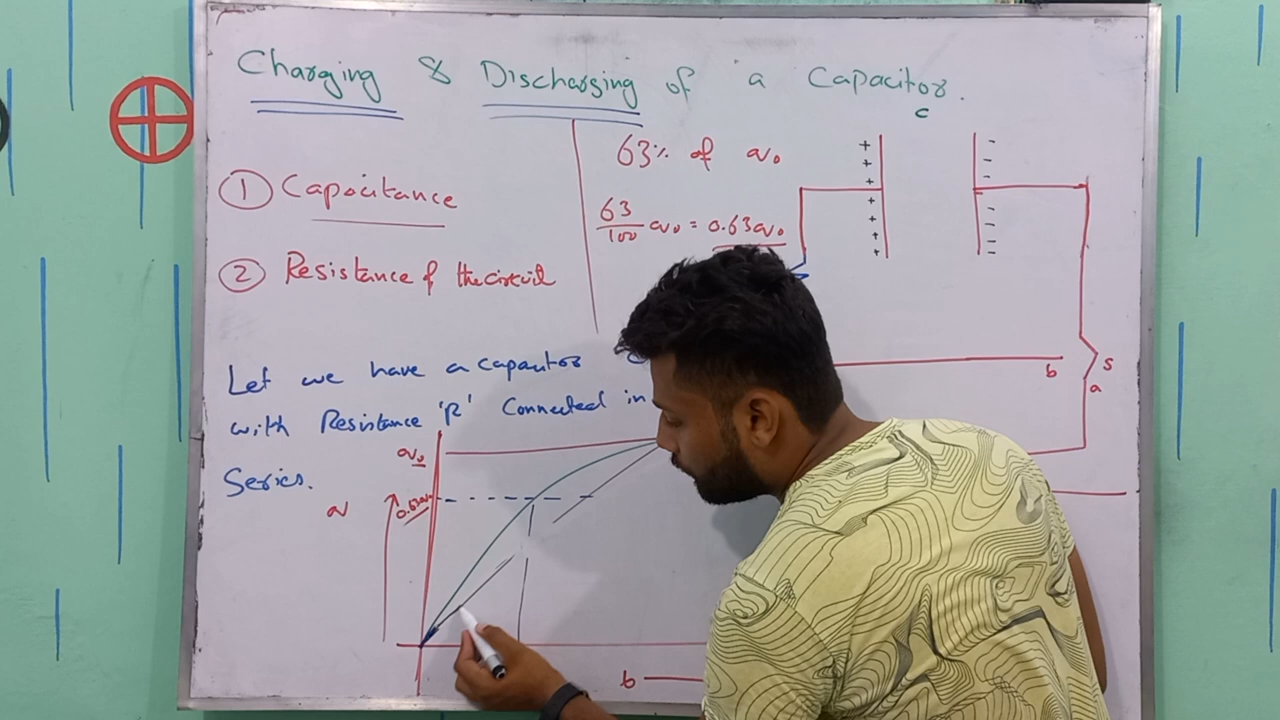 Charging & Discharging of a Capacitor.
C
① Capacitance
② Resistance of the circuit
63% of q₀
63/100 q₀ = 0.63q₀
+ + + + + + +
- - - - - - -
Let we have a capacitor
with Resistance 'R' Connected in
Series.
b
S
a
q₀
q
0.63q₀
b